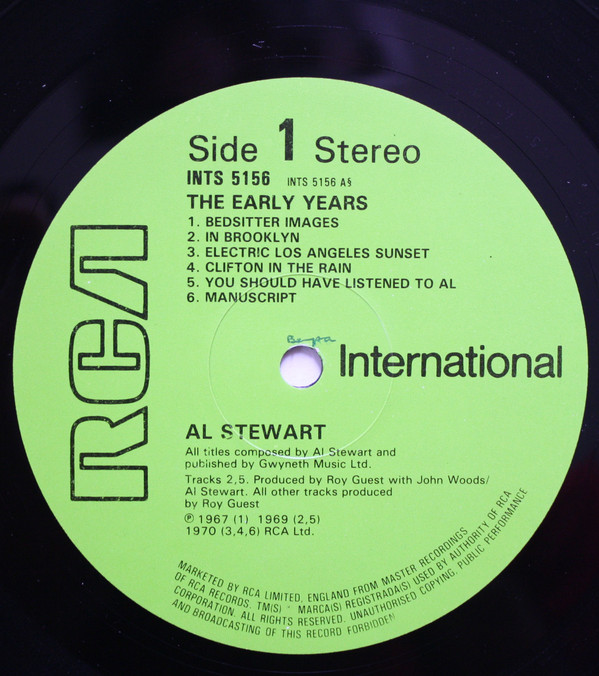 Side 1 Stereo
INTS 5156 INTS 5156 A§
THE EARLY YEARS
1. BEDSITTER IMAGES
2. IN BROOKLYN
3. ELECTRIC LOS ANGELES SUNSET
4. CLIFTON IN THE RAIN
5. YOU SHOULD HAVE LISTENED TO AL
6. MANUSCRIPT
RCA
International
AL STEWART
All titles composed by Al Stewart and
published by Gwyneth Music Ltd.
Tracks 2,5. Produced by Roy Guest with John Woods/
Al Stewart. All other tracks produced
by Roy Guest
℗ 1967 (1) 1969 (2,5)
1970 (3,4,6) RCA Ltd.
MARKETED BY RCA LIMITED, ENGLAND FROM MASTER RECORDINGS
OF RCA RECORDS. TM(S) ® MARCA(S) REGISTRADA(S) USED BY AUTHORITY OF RCA
CORPORATION. ALL RIGHTS RESERVED. UNAUTHORISED COPYING, PUBLIC PERFORMANCE
AND BROADCASTING OF THIS RECORD FORBIDDEN